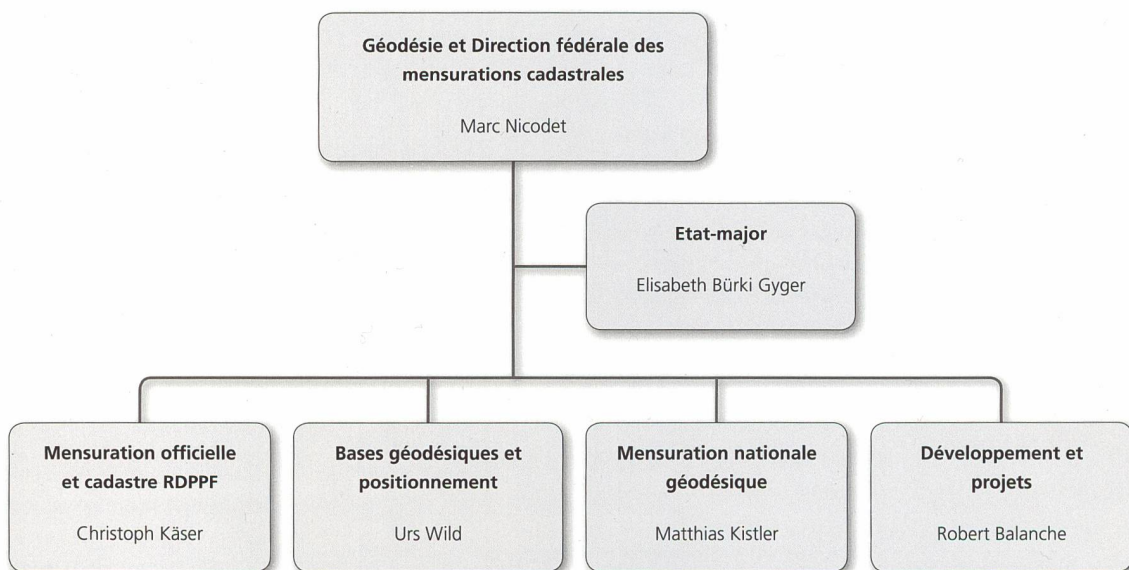 Géodésie et Direction fédérale des
mensurations cadastrales
Marc Nicodet
Etat-major
Elisabeth Bürki Gyger
Mensuration officielle
et cadastre RDPPF
Christoph Käser
Bases géodésiques et
positionnement
Urs Wild
Mensuration nationale
géodésique
Matthias Kistler
Développement et
projets
Robert Balanche